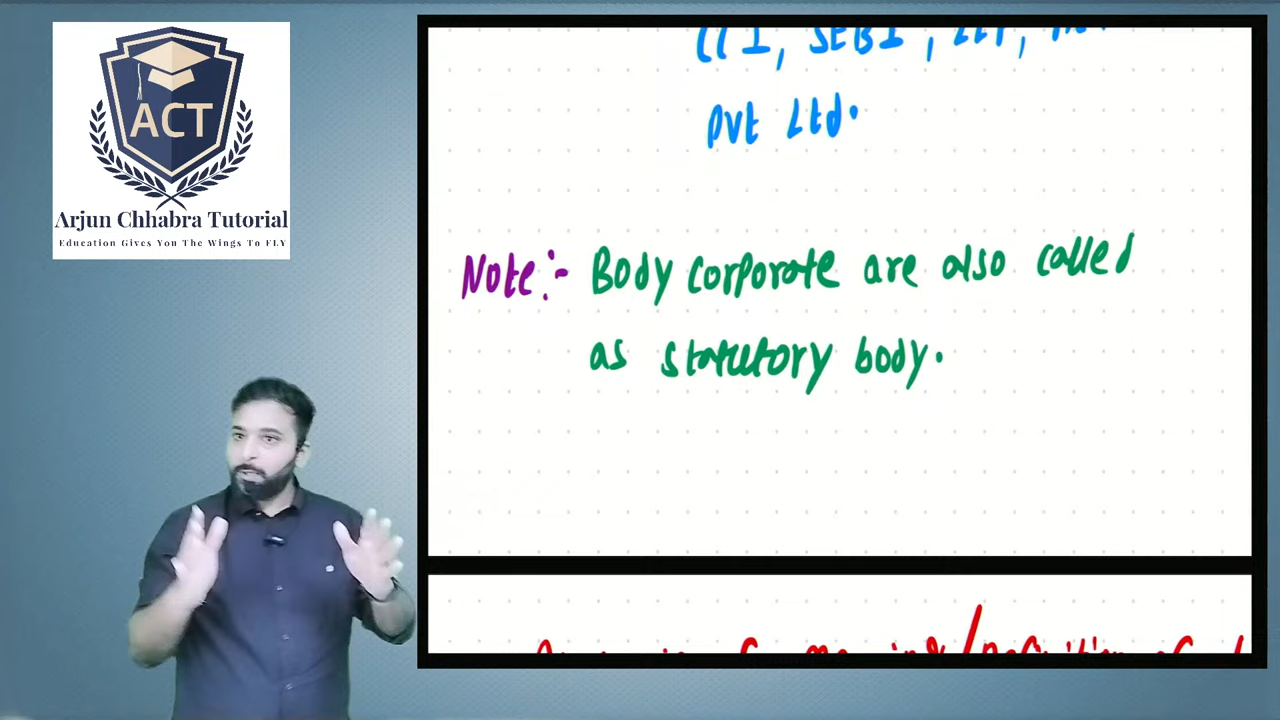 ACT
Arjun Chhabra Tutorial
Education Gives You The Wings To FLY
SEBI,
Pvt Ltd.
Note:- Body corporate are also called
as statutory body.